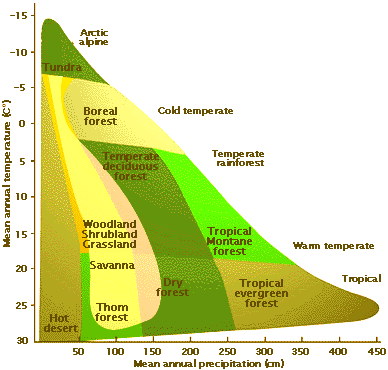 -15
-10
-5
0
5
10
15
20
25
30
Mean annual temperature (C°)
Arctic
alpine
Tundra
Boreal
forest
Cold temperate
Temperate
deciduous
forest
Temperate
rainforest
Woodland
Shrubland
Grassland
Tropical
Montane
forest
Warm temperate
Savanna
Tropical
Dry
forest
Tropical
evergreen
forest
Thorn
forest
Hot
desert
50 100 150 200 250 300 350 400 450
Mean annual precipitation (cm)